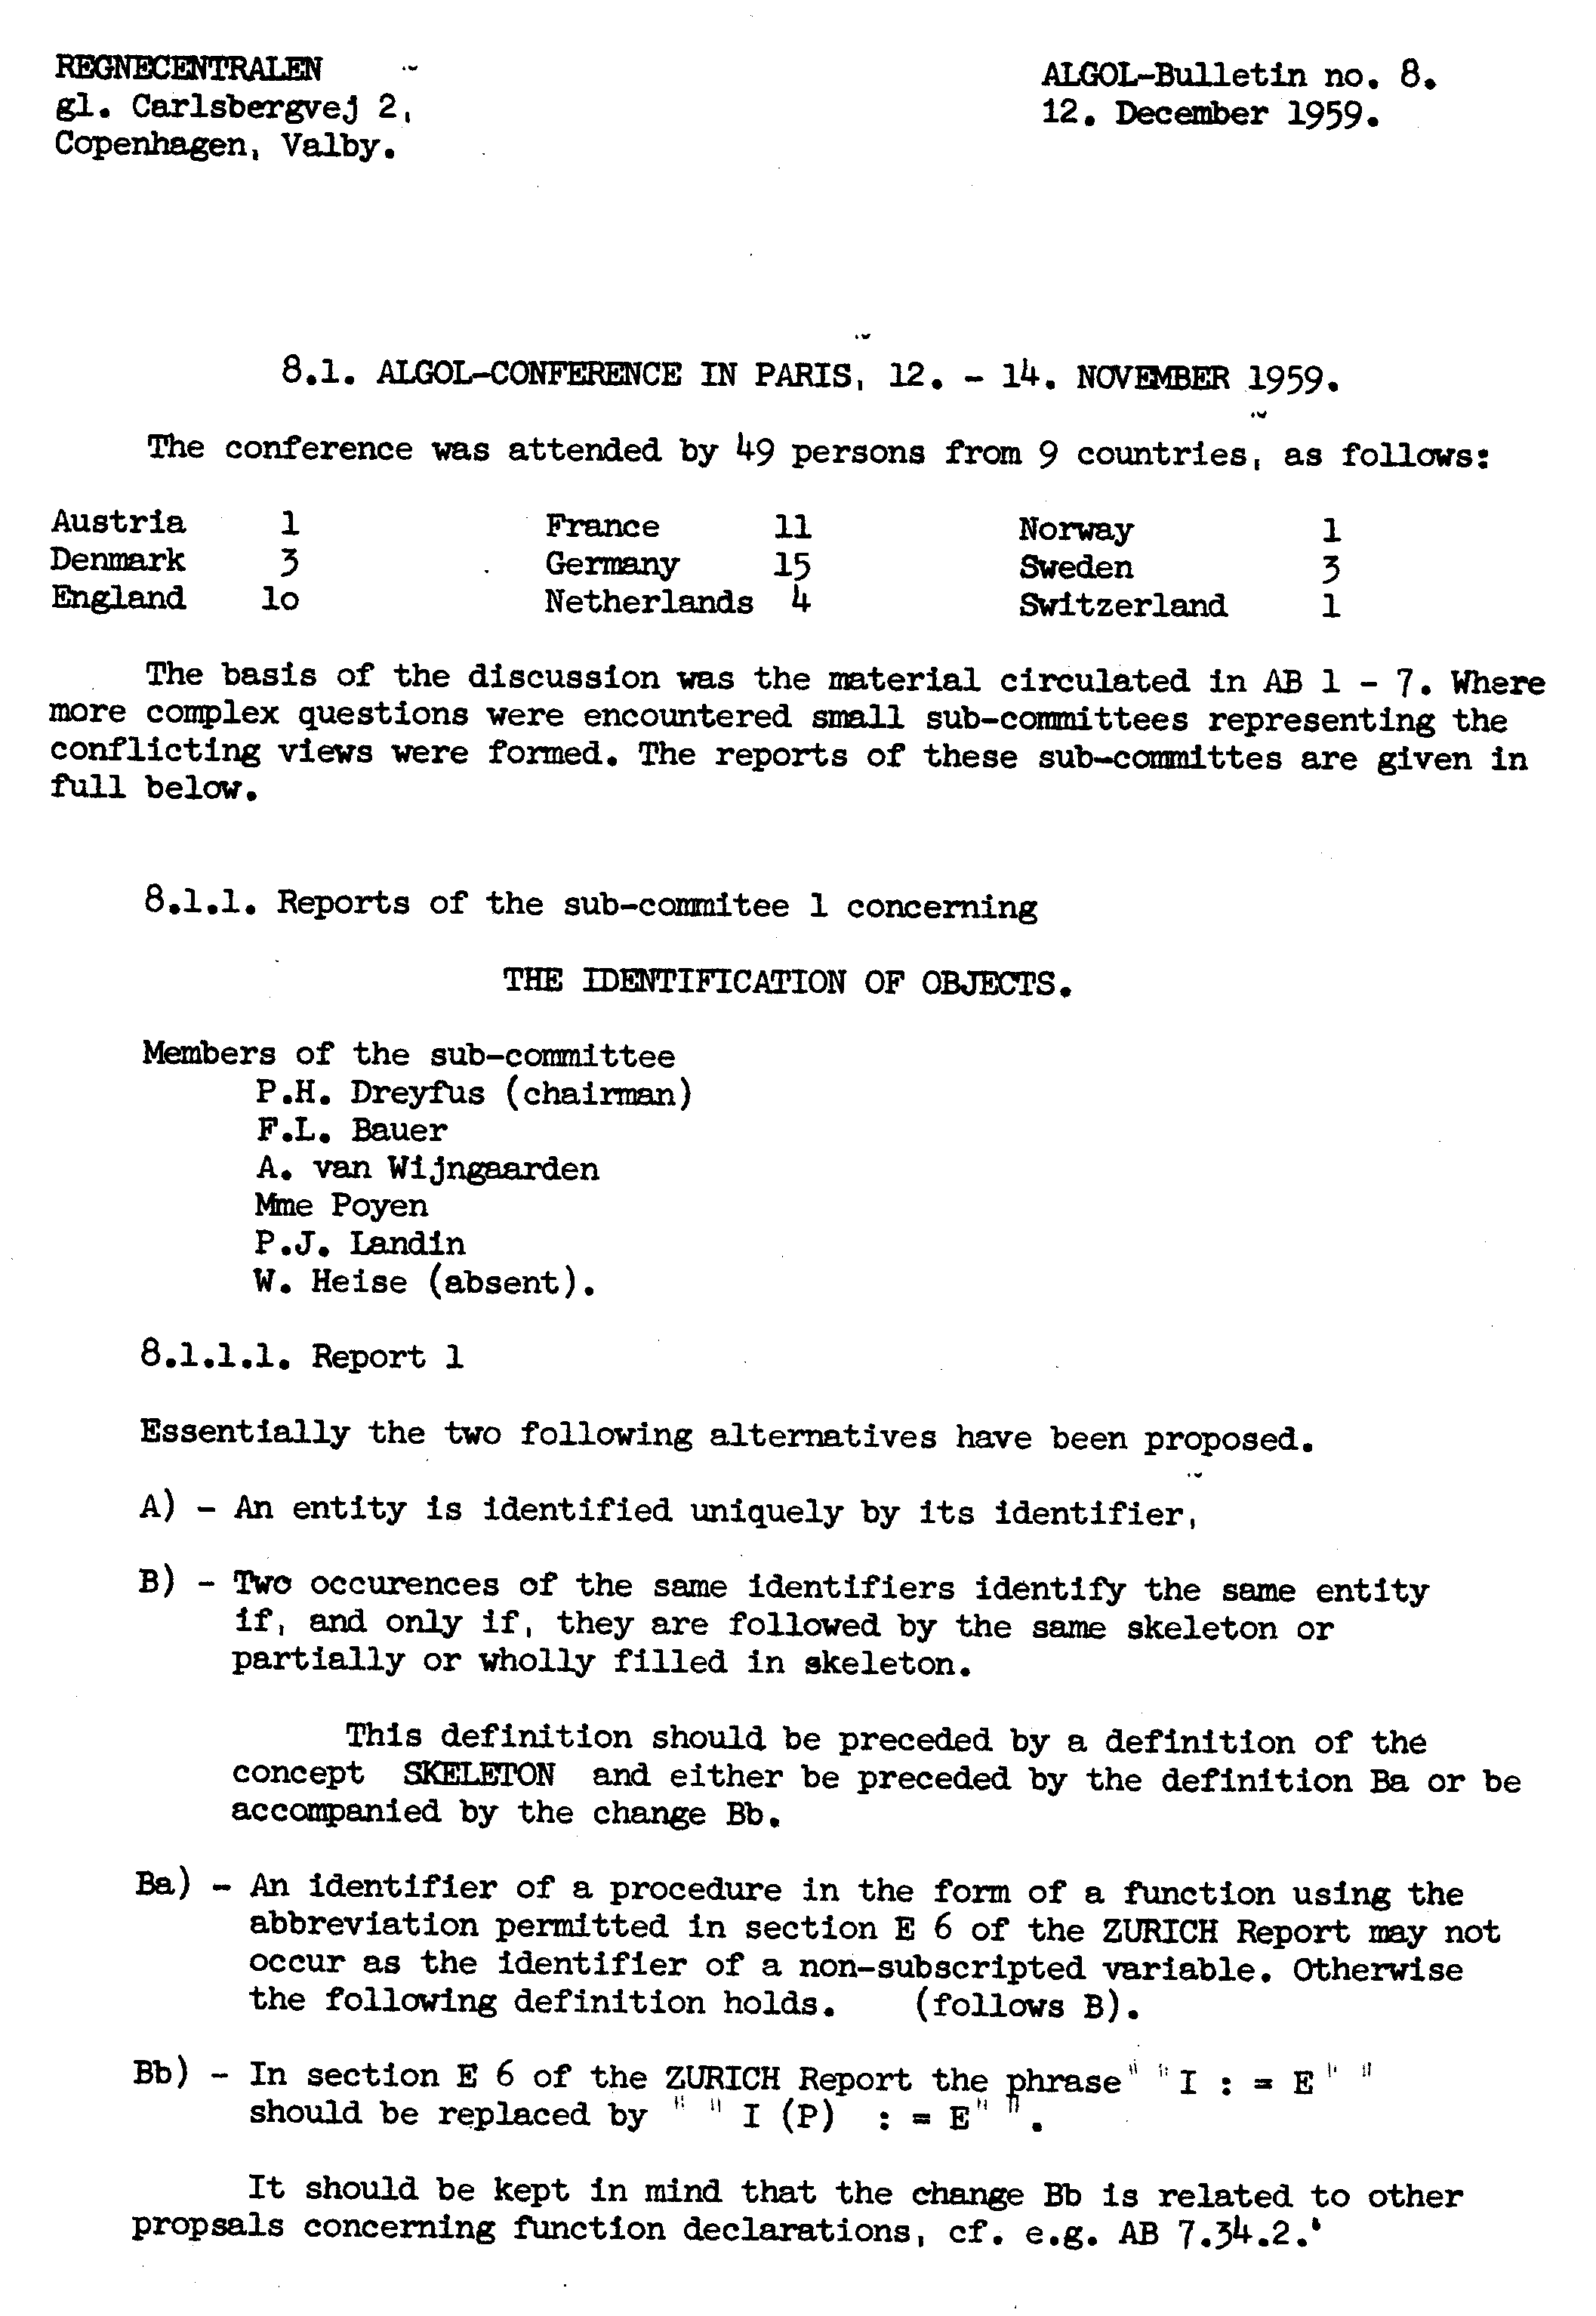 REGNECENTRALEN
gl. Carlsbergvej 2,
Copenhagen, Valby.
ALGOL-Bulletin no. 8.
12. December 1959.
8.1. ALGOL-CONFERENCE IN PARIS, 12. - 14. NOVEMBER 1959.
The conference was attended by 49 persons from 9 countries, as follows:
Austria 1 France 11 Norway 1
Denmark 3 Germany 15 Sweden 3
England lo Netherlands 4 Switzerland 1
The basis of the discussion was the material circulated in AB 1 - 7. Where
more complex questions were encountered small sub-committees representing the
conflicting views were formed. The reports of these sub-committes are given in
full below.
8.1.1. Reports of the sub-commitee 1 concerning
THE IDENTIFICATION OF OBJECTS.
Members of the sub-committee
P.H. Dreyfus (chairman)
F.L. Bauer
A. van Wijngaarden
Mme Poyen
P.J. Landin
W. Heise (absent).
8.1.1.1. Report 1
Essentially the two following alternatives have been proposed.
A) - An entity is identified uniquely by its identifier,
B) - Two occurences of the same identifiers identify the same entity
if, and only if, they are followed by the same skeleton or
partially or wholly filled in skeleton.
This definition should be preceded by a definition of the
concept SKELETON and either be preceded by the definition Ba or be
accompanied by the change Bb.
Ba) - An identifier of a procedure in the form of a function using the
abbreviation permitted in section E 6 of the ZURICH Report may not
occur as the identifier of a non-subscripted variable. Otherwise
the following definition holds. (follows B).
Bb) - In section E 6 of the ZURICH Report the phrase " " I : = E " "
should be replaced by " " I (P) : = E" ".
It should be kept in mind that the change Bb is related to other
propsals concerning function declarations, cf. e.g. AB 7.34.2.